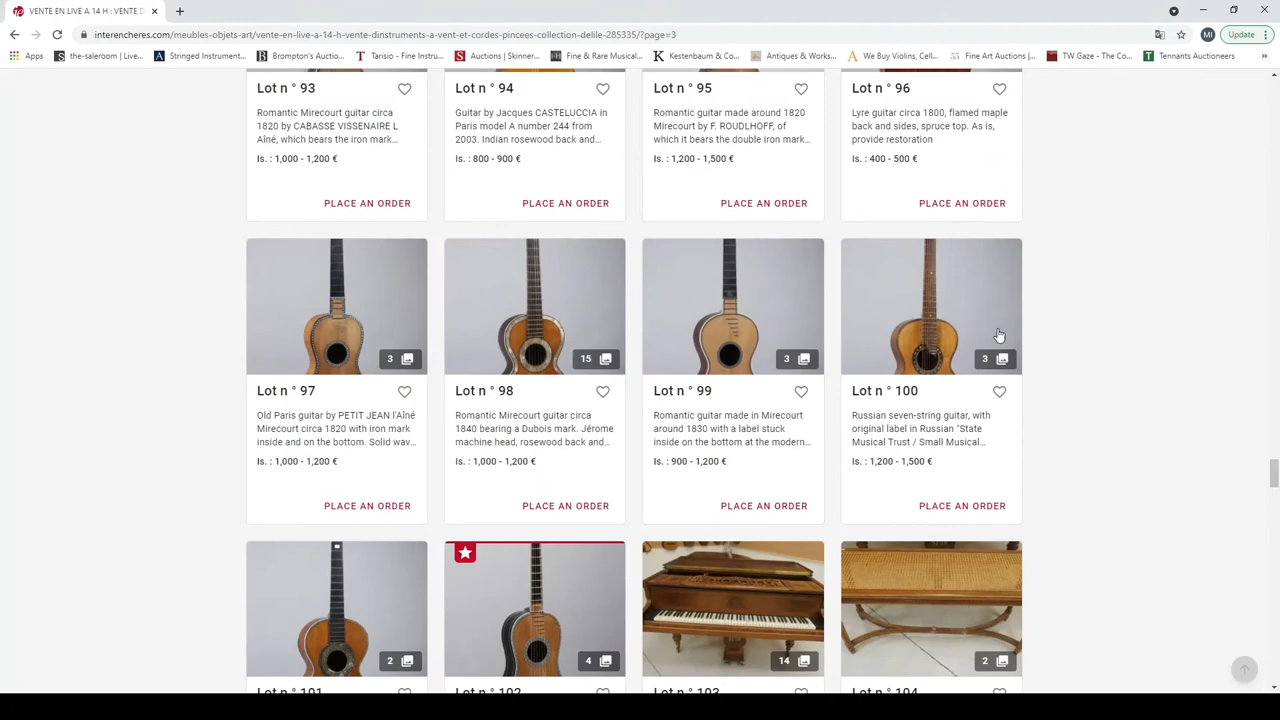 VENTE EN LIVE A 14 H : VENTE D
interencheres.com/meubles-objets-art/vente-en-live-a-14-h-vente-dinstruments-a-vent-et-cordes-pincees-collection-delile-285335/?page=3
MI
Update
Apps
the-saleroom | Live...
Stringed Instrument...
Brompton's Auctio...
Tarisio - Fine Instru...
Auctions | Skinner...
Fine & Rare Musical...
Kestenbaum & Co...
Antiques & Works...
We Buy Violins, Cell...
Fine Art Auctions |...
TW Gaze - The Co...
Tennants Auctioneers
Lot n ° 93
Romantic Mirecourt guitar circa
1820 by CABASSE VISSENAIRE L
Aîné, which bears the iron mark...
Is. : 1,000 - 1,200 €
PLACE AN ORDER
Lot n ° 94
Guitar by Jacques CASTELUCCIA in
Paris model A number 244 from
2003. Indian rosewood back and...
Is. : 800 - 900 €
PLACE AN ORDER
Lot n ° 95
Romantic guitar made around 1820
Mirecourt by F. ROUDLHOFF, of
which it bears the double iron mark...
Is. : 1,200 - 1,500 €
PLACE AN ORDER
Lot n ° 96
Lyre guitar circa 1800, flamed maple
back and sides, spruce top. As is,
provide restoration
Is. : 400 - 500 €
PLACE AN ORDER
3
Lot n ° 97
Old Paris guitar by PETIT JEAN l'Aîné
Mirecourt circa 1820 with iron mark
inside and on the bottom. Solid wav...
Is. : 1,000 - 1,200 €
PLACE AN ORDER
15
Lot n ° 98
Romantic Mirecourt guitar circa
1840 bearing a Dubois mark. Jérome
machine head, rosewood back and...
Is. : 1,000 - 1,200 €
PLACE AN ORDER
3
Lot n ° 99
Romantic guitar made in Mirecourt
around 1830 with a label stuck
inside on the bottom at the modern...
Is. : 900 - 1,200 €
PLACE AN ORDER
3
Lot n ° 100
Russian seven-string guitar, with
original label in Russian "State
Musical Trust / Small Musical...
Is. : 1,200 - 1,500 €
PLACE AN ORDER
2
Lot n ° 101
4
Lot n ° 102
14
Lot n ° 103
2
Lot n ° 104